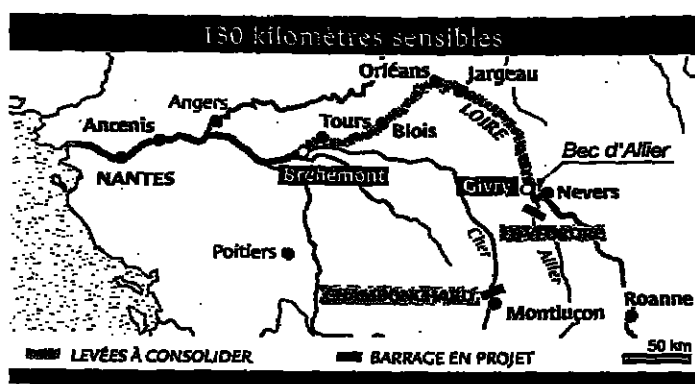 kilomètres sensibles
Orléans
Jargeau
Angers
Ancenis
Tours
Blois
LOIRE
Bec d'Allier
NANTES
Bréhémont
Givry
Nevers
Poitiers
Cher
Allier
Montluçon
Roanne
LEVÉES À CONSOLIDER
BARRAGE EN PROJET
50 km